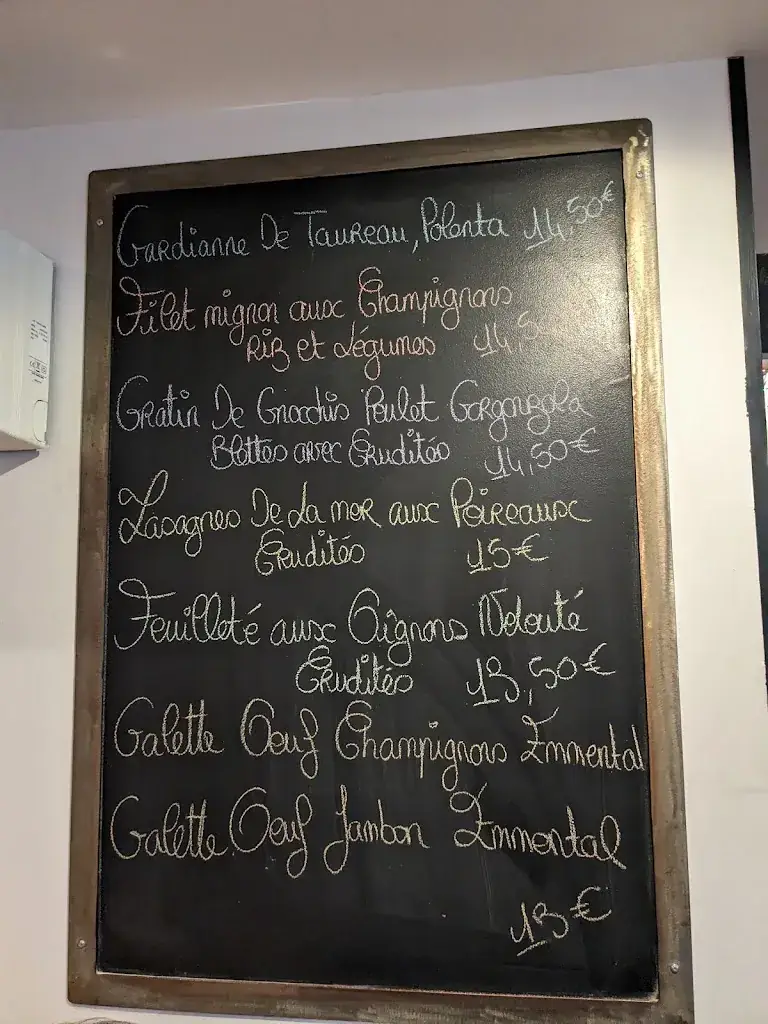 Gardianne De Taureau, Polenta 14,50€
Filet mignon aux Champignons
Riz et Légumes 14,50
Gratin De Gnocchis Poulet Gorgonzola
Blettes avec Crudités 14,50€
Lasagnes De La mer aux Poireaux
Crudités 15€
Feuilleté aux Oignons Velouté
Crudités 13,50€
Galette Oeuf Champignons Emmental
Galette Oeuf Jambon Emmental
13€